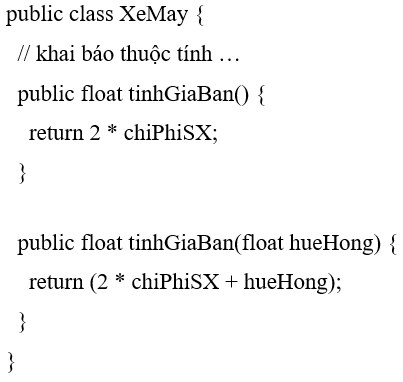 public class XeMay {
// khai báo thuộc tính …
public float tinhGiaBan() {
return 2 * chiPhiSX;
}
public float tinhGiaBan(float hueHong) {
return (2 * chiPhiSX + hueHong);
}
}